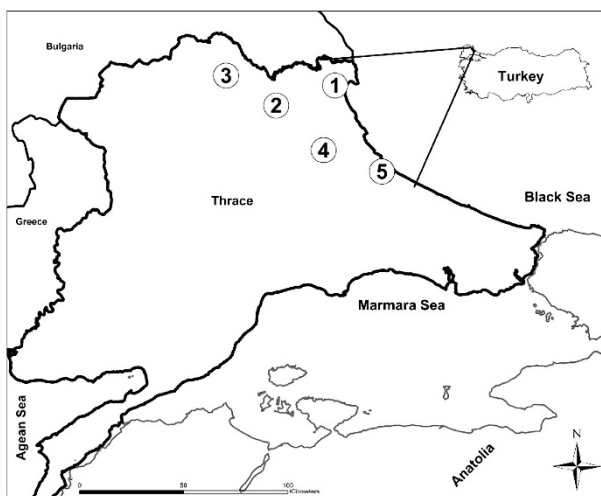 Bulgaria
Turkey
3
1
2
4
5
Thrace
Black Sea
Greece
Marmara Sea
Agean Sea
Anatolia
N
0 50 100
Kilometers